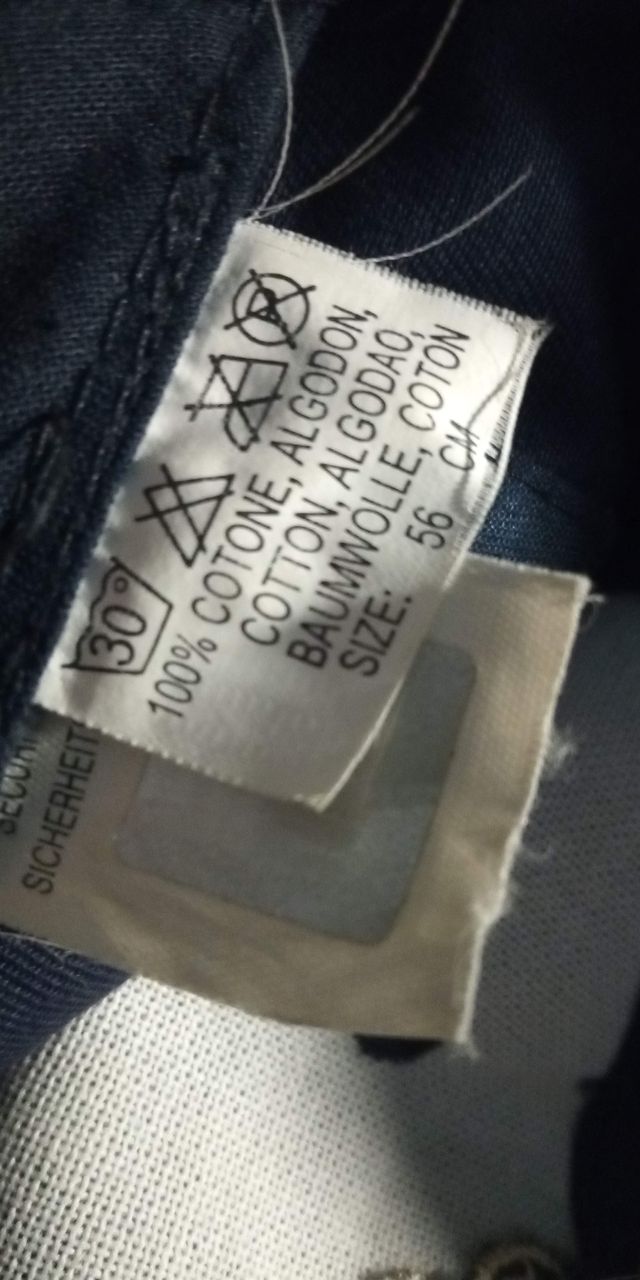 P
30°
100% COTONE, ALGODON,
COTTON, ALGODAO,
BAUMWOLLE, COTON
SIZE: 56 CM
SICHERHEIT